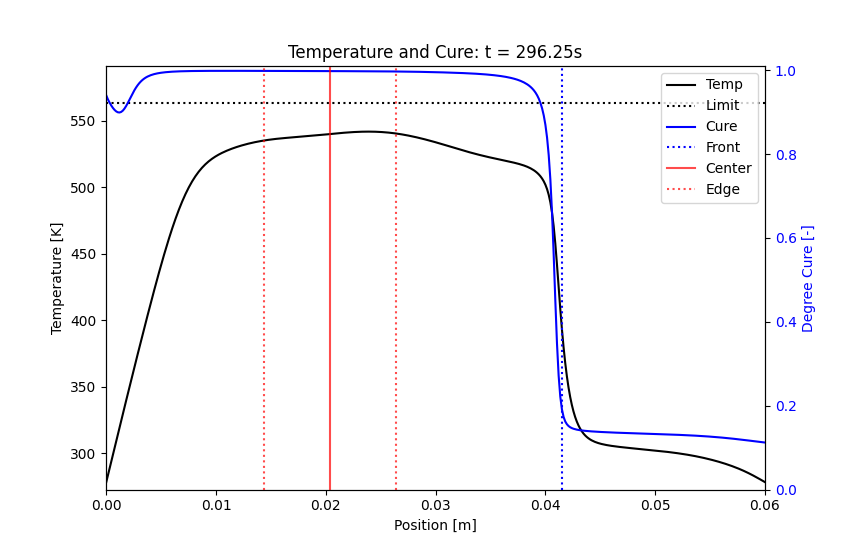 Temperature and Cure: t = 296.25s
Temp
Limit
Cure
Front
Center
Edge
550
500
450
400
350
300
Temperature [K]
1.0
0.8
0.6
0.4
0.2
0.0
Degree Cure [-]
0.00 0.01 0.02 0.03 0.04 0.05 0.06
Position [m]